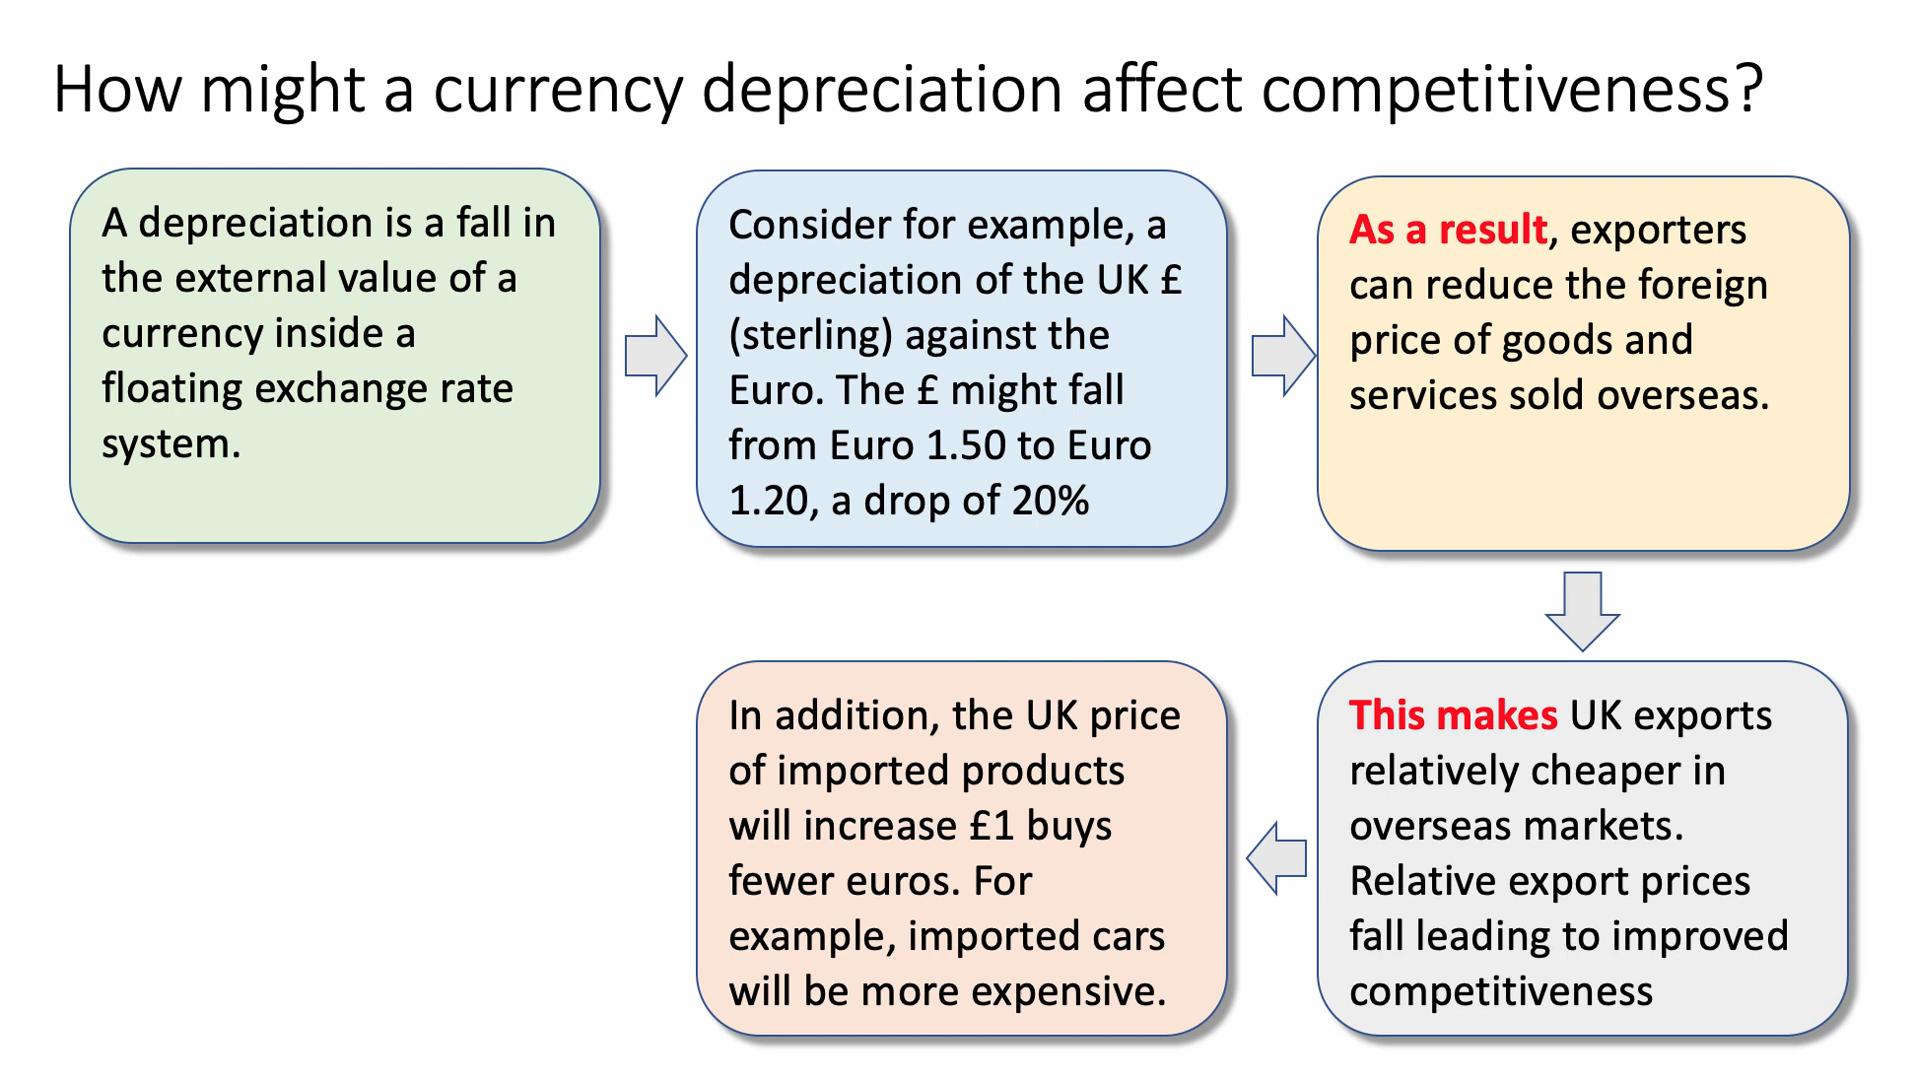 How might a currency depreciation affect competitiveness?
A depreciation is a fall in
the external value of a
currency inside a
floating exchange rate
system.
Consider for example, a
depreciation of the UK £
(sterling) against the
Euro. The £ might fall
from Euro 1.50 to Euro
1.20, a drop of 20%
As a result, exporters
can reduce the foreign
price of goods and
services sold overseas.
This makes UK exports
relatively cheaper in
overseas markets.
Relative export prices
fall leading to improved
competitiveness
In addition, the UK price
of imported products
will increase £1 buys
fewer euros. For
example, imported cars
will be more expensive.